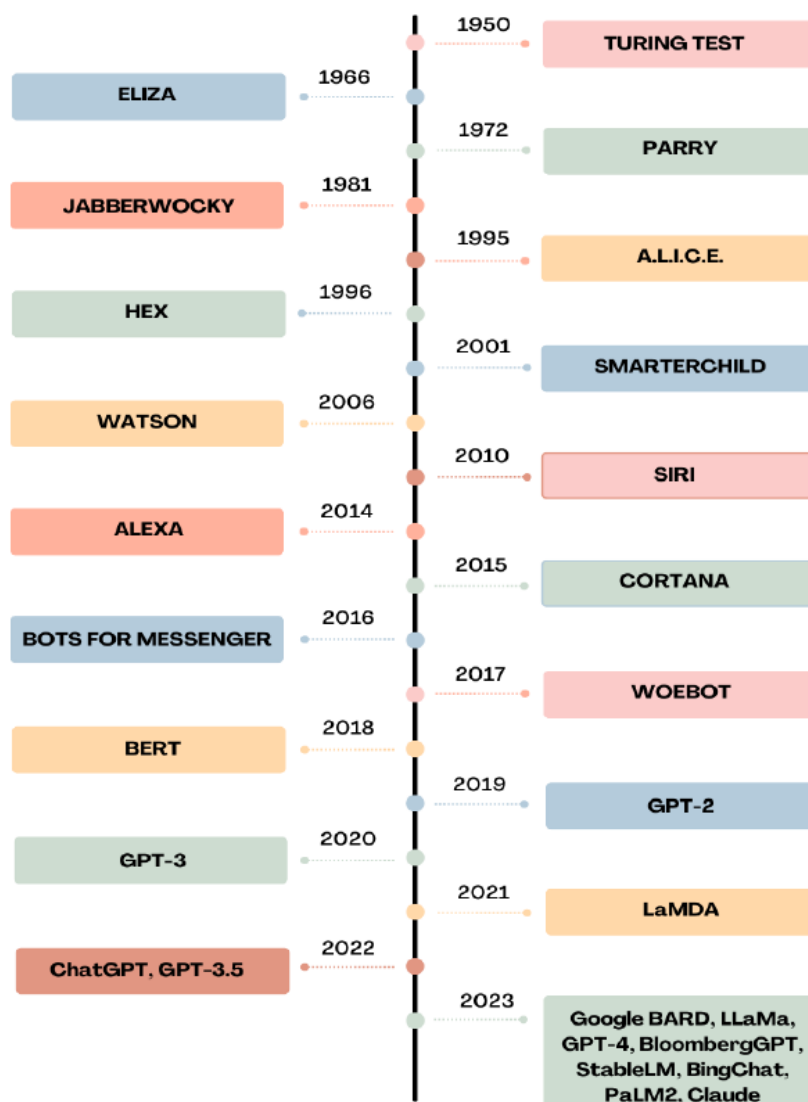 1950
TURING TEST
1966
ELIZA
1972
PARRY
1981
JABBERWOCKY
1995
A.L.I.C.E.
1996
HEX
2001
SMARTERCHILD
2006
WATSON
2010
SIRI
2014
ALEXA
2015
CORTANA
2016
BOTS FOR MESSENGER
2017
WOEBOT
2018
BERT
2019
GPT-2
2020
GPT-3
2021
LaMDA
2022
ChatGPT, GPT-3.5
2023
Google BARD, LLaMa,
GPT-4, BloombergGPT,
StableLM, BingChat,
PaLM2, Claude